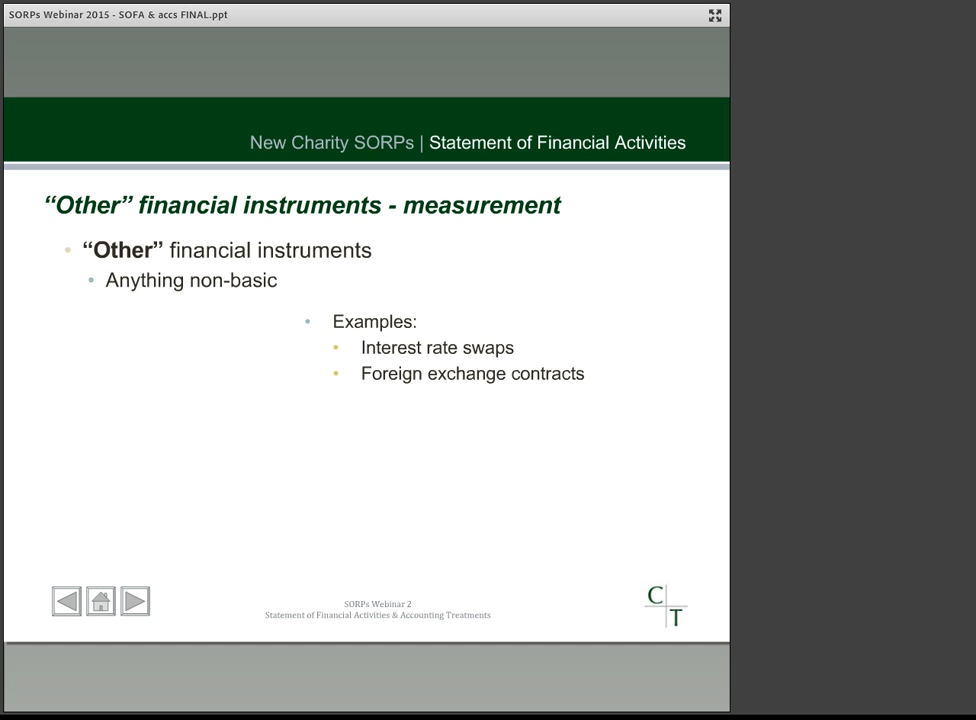 SORPs Webinar 2015 - SOFA & accs FINAL.ppt
New Charity SORPs | Statement of Financial Activities
“Other” financial instruments - measurement
• “Other” financial instruments
• Anything non-basic
• Examples:
• Interest rate swaps
• Foreign exchange contracts
SORPs Webinar 2
Statement of Financial Activities & Accounting Treatments
C
T